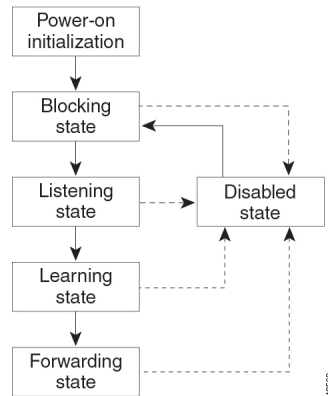 Power-on
initialization
Blocking
state
Listening
state
Disabled
state
Learning
state
Forwarding
state